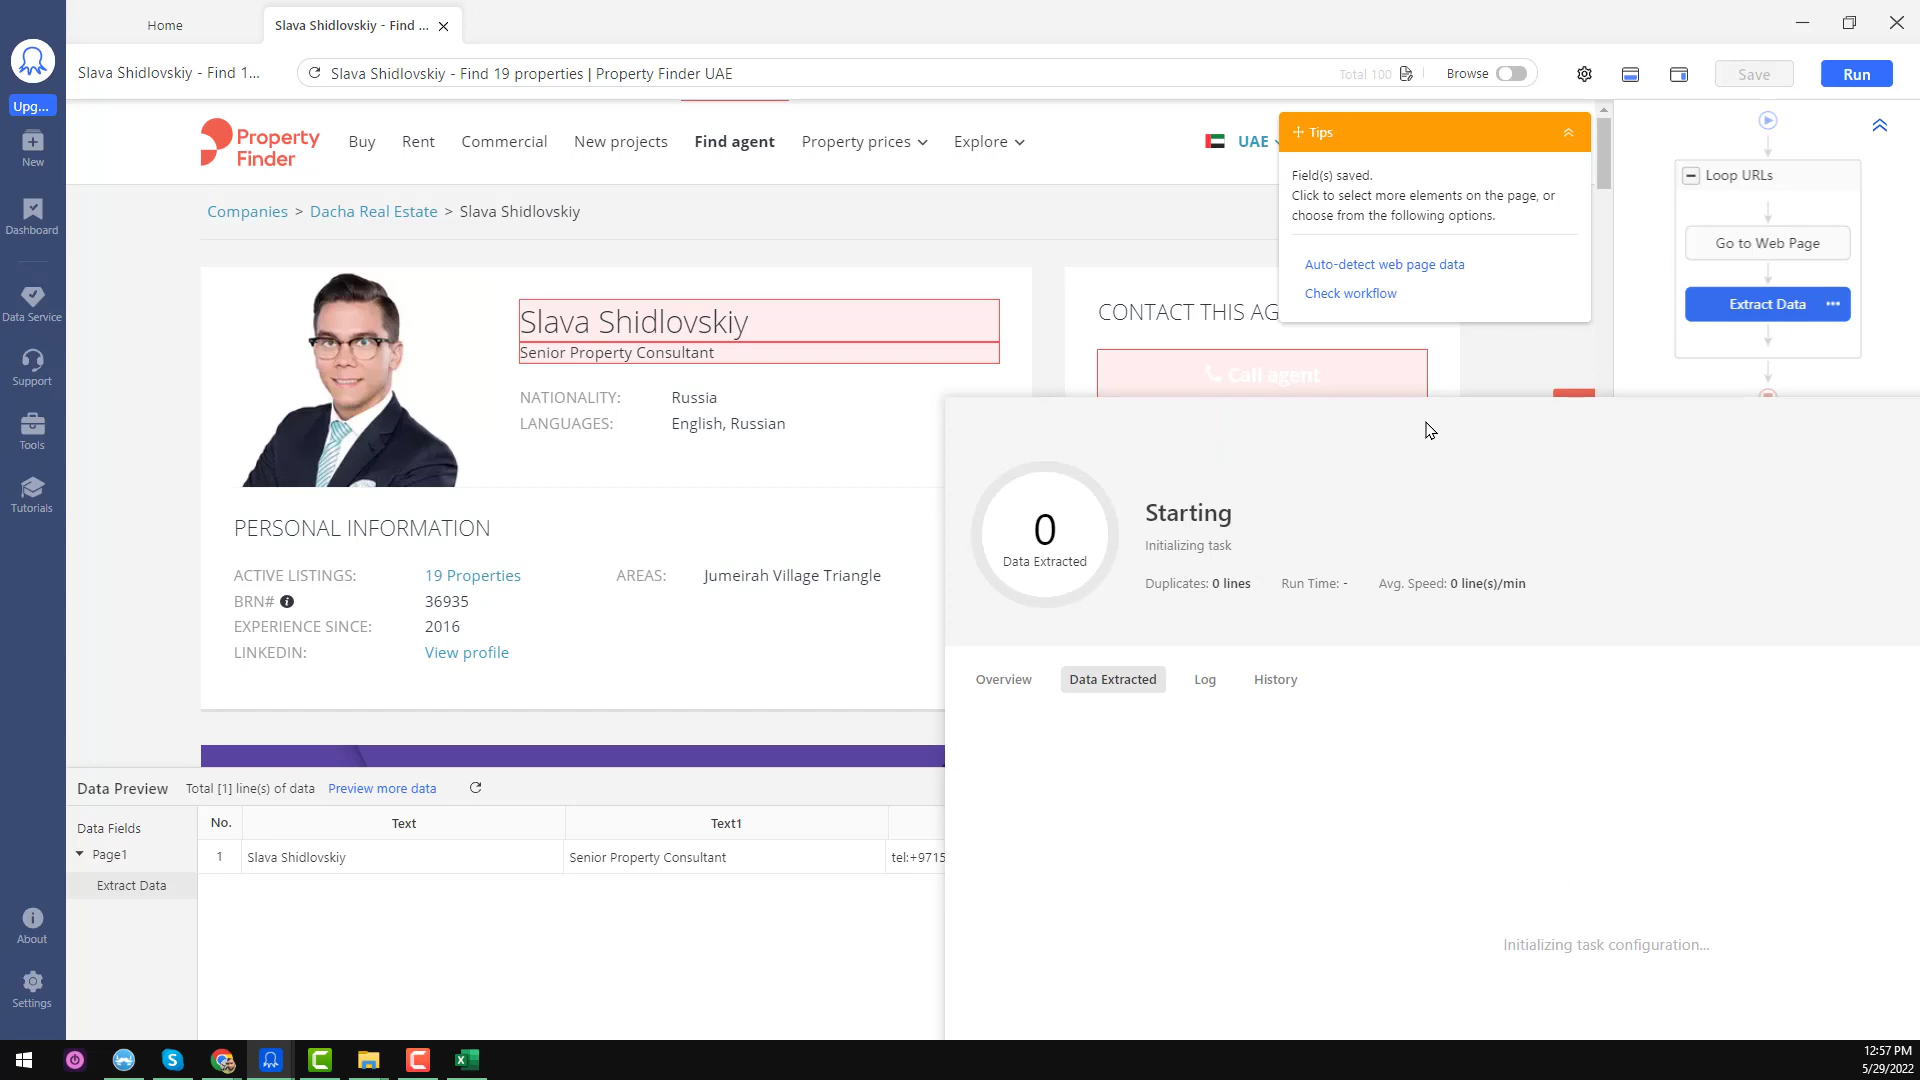 Home
Slava Shidlovskiy - Find ...
Slava Shidlovskiy - Find 1...
Slava Shidlovskiy - Find 19 properties | Property Finder UAE
Total 100
Browse
Save
Run
Upg...
New
Dashboard
Data Service
Support
Tools
Tutorials
About
Settings
Property Finder
Buy
Rent
Commercial
New projects
Find agent
Property prices
Explore
UAE
Tips
Field(s) saved.
Click to select more elements on the page, or
choose from the following options.
Auto-detect web page data
Check workflow
Loop URLs
Go to Web Page
Extract Data
Companies > Dacha Real Estate > Slava Shidlovskiy
Slava Shidlovskiy
Senior Property Consultant
NATIONALITY: Russia
LANGUAGES: English, Russian
CONTACT THIS AG
Call agent
PERSONAL INFORMATION
ACTIVE LISTINGS: 19 Properties
AREAS: Jumeirah Village Triangle
BRN# 36935
EXPERIENCE SINCE: 2016
LINKEDIN: View profile
0
Data Extracted
Starting
Initializing task
Duplicates: 0 lines
Run Time: -
Avg. Speed: 0 line(s)/min
Overview
Data Extracted
Log
History
Initializing task configuration...
Data Preview
Total [1] line(s) of data
Preview more data
Data Fields
Page1
Extract Data
No. Text Text1
1 Slava Shidlovskiy Senior Property Consultant tel:+9715
12:57 PM
5/29/2022